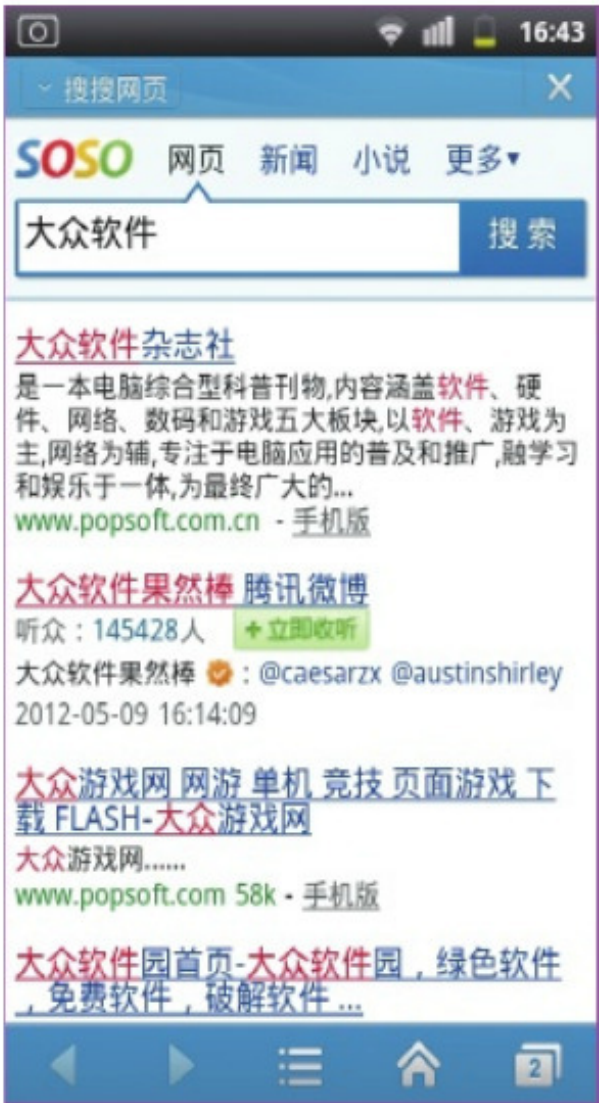 16:43
搜搜网页
SOSO 网页 新闻 小说 更多▾
大众软件 搜索
大众软件杂志社
是一本电脑综合型科普刊物,内容涵盖软件、硬
件、网络、数码和游戏五大板块,以软件、游戏为
主,网络为辅,专注于电脑应用的普及和推广,融学习
和娱乐于一体,为最终广大的...
www.popsoft.com.cn - 手机版
大众软件果然棒 腾讯微博
听众：145428人 +立即收听
大众软件果然棒 : @caesarzx @austinshirley
2012-05-09 16:14:09
大众游戏网 网游 单机 竞技 页面游戏 下
载 FLASH-大众游戏网
大众游戏网......
www.popsoft.com 58k - 手机版
大众软件园首页-大众软件园，绿色软件
，免费软件，破解软件 ...
2